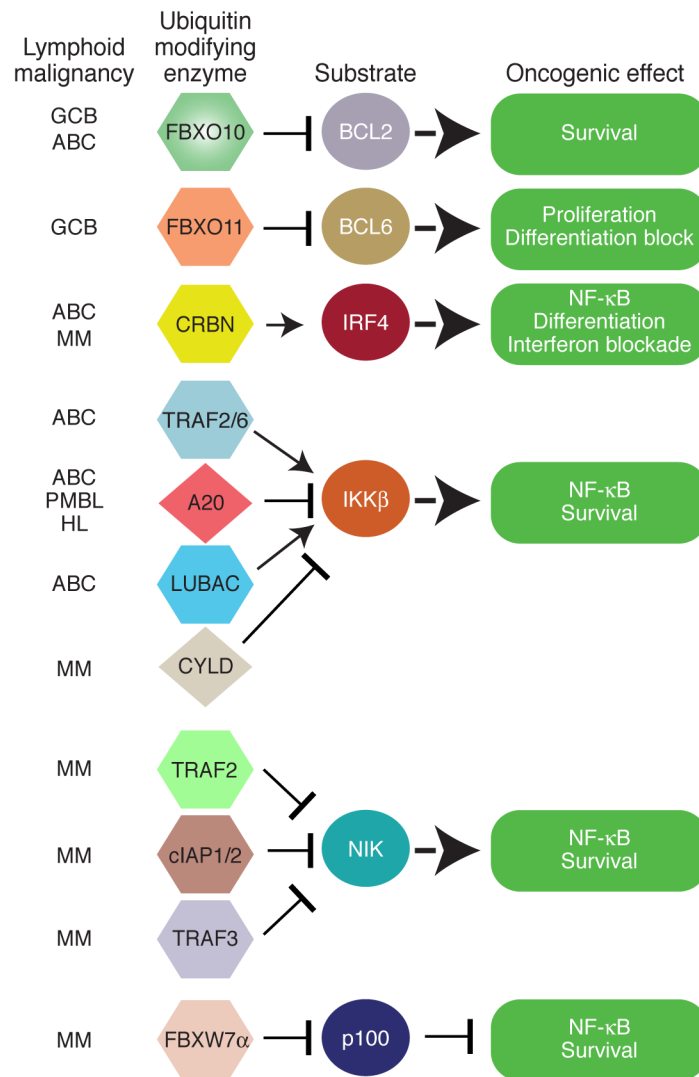 Lymphoid
malignancy
Ubiquitin
modifying
enzyme
Substrate
Oncogenic effect
GCB
ABC
FBXO10
BCL2
Survival
GCB
FBXO11
BCL6
Proliferation
Differentiation block
ABC
MM
CRBN
IRF4
NF-κB
Differentiation
Interferon blockade
ABC
TRAF2/6
ABC
PMBL
HL
A20
IKKβ
NF-κB
Survival
ABC
LUBAC
MM
CYLD
MM
TRAF2
MM
cIAP1/2
NIK
NF-κB
Survival
MM
TRAF3
MM
FBXW7α
p100
NF-κB
Survival